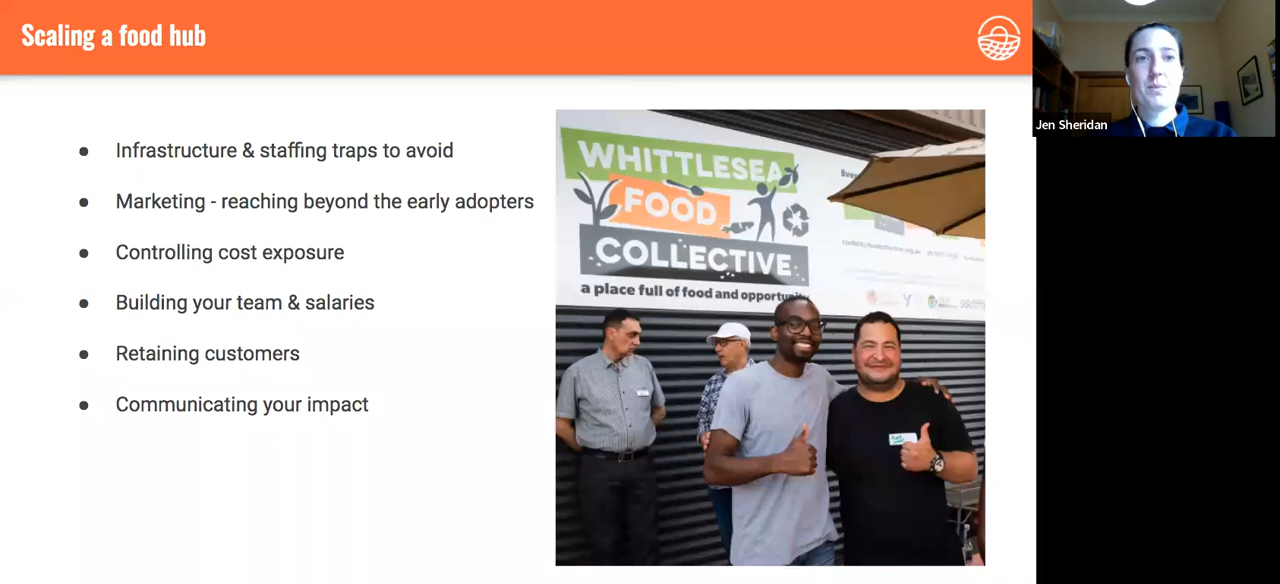 Scaling a food hub
Jen Sheridan
Infrastructure & staffing traps to avoid
Marketing - reaching beyond the early adopters
Controlling cost exposure
Building your team & salaries
Retaining customers
Communicating your impact
WHITTLESEA
FOOD
COLLECTIVE
a place full of food and opportunity